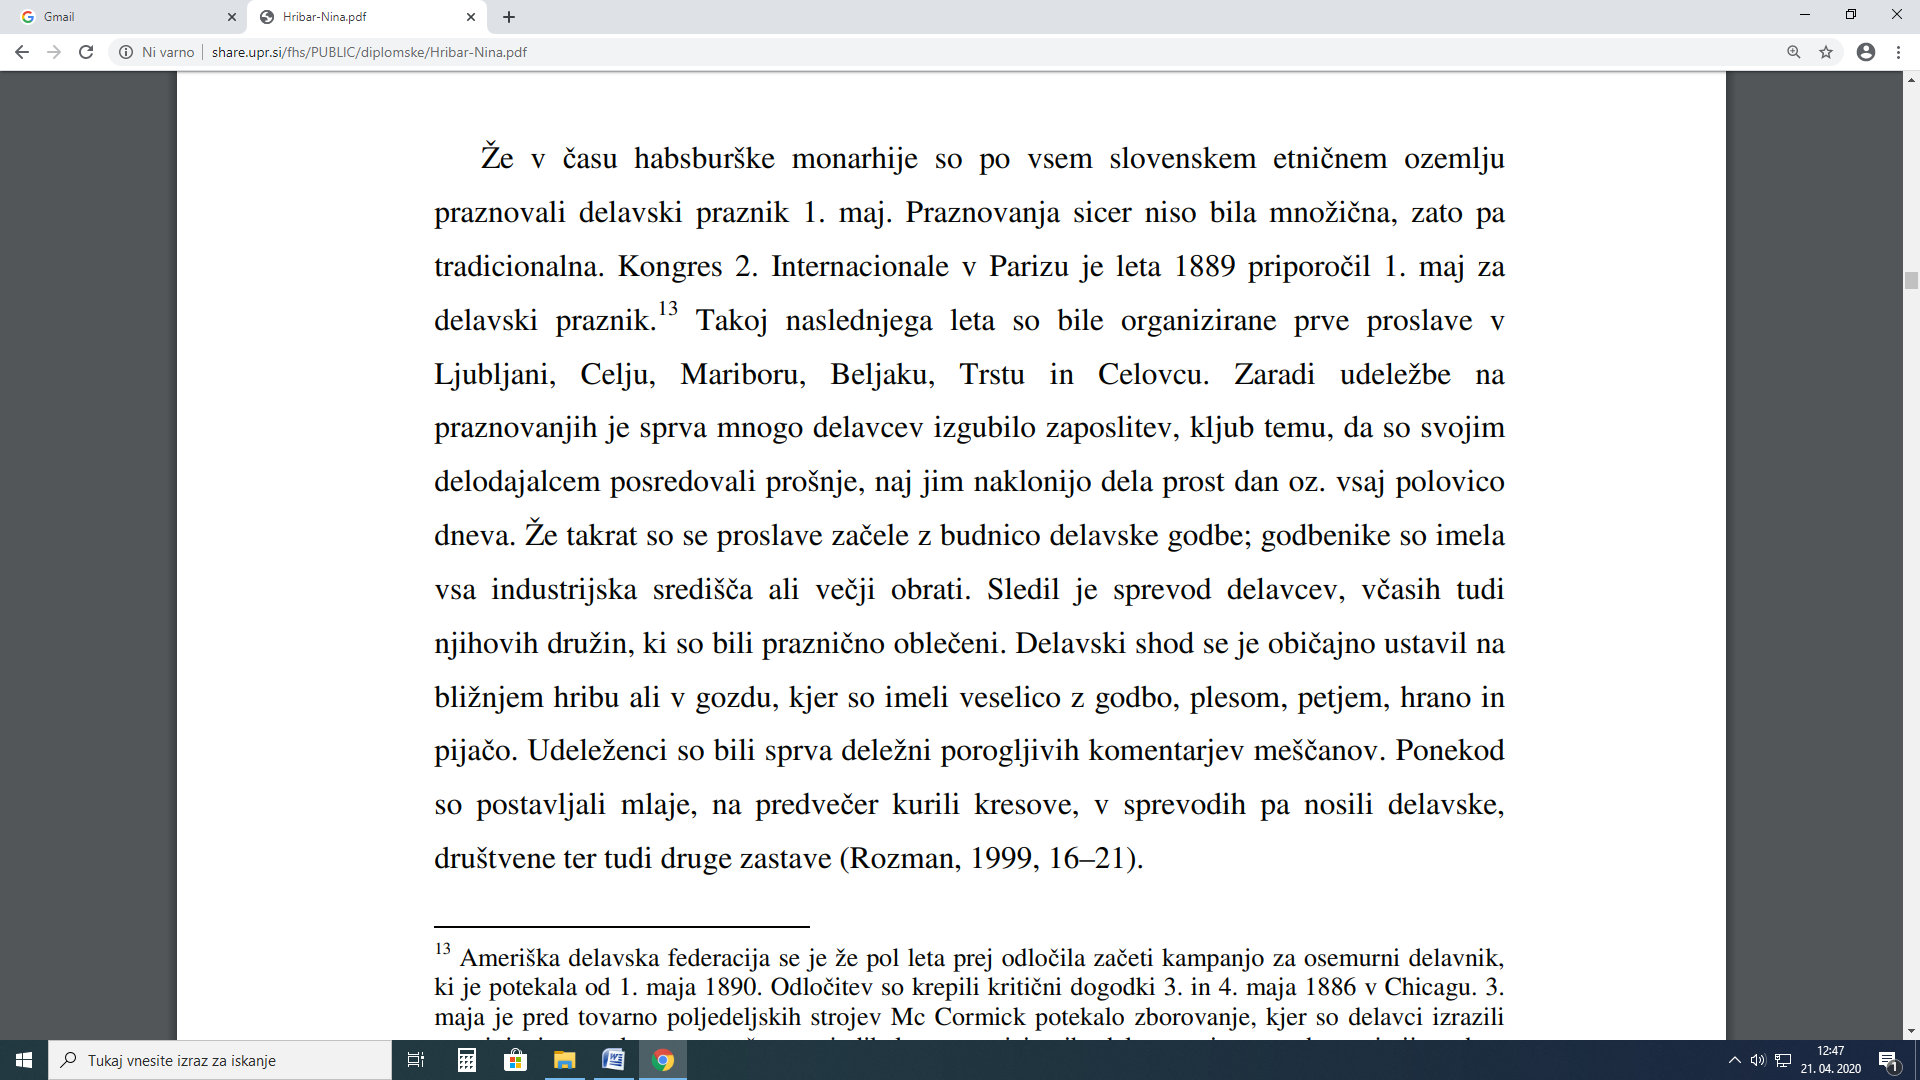 Gmail
Hribar-Nina.pdf
Ni varno
share.upr.si/fhs/PUBLIC/diplomske/Hribar-Nina.pdf
Že v času habsburške monarhije so po vsem slovenskem etničnem ozemlju
praznovali delavski praznik 1. maj. Praznovanja sicer niso bila množična, zato pa
tradicionalna. Kongres 2. Internacionale v Parizu je leta 1889 priporočil 1. maj za
delavski praznik.13 Takoj naslednjega leta so bile organizirane prve proslave v
Ljubljani, Celju, Mariboru, Beljaku, Trstu in Celovcu. Zaradi udeležbe na
praznovanjih je sprva mnogo delavcev izgubilo zaposlitev, kljub temu, da so svojim
delodajalcem posredovali prošnje, naj jim naklonijo dela prost dan oz. vsaj polovico
dneva. Že takrat so se proslave začele z budnico delavske godbe; godbenike so imela
vsa industrijska središča ali večji obrati. Sledil je sprevod delavcev, včasih tudi
njihovih družin, ki so bili praznično oblečeni. Delavski shod se je običajno ustavil na
bližnjem hribu ali v gozdu, kjer so imeli veselico z godbo, plesom, petjem, hrano in
pijačo. Udeleženci so bili sprva deležni porogljivih komentarjev meščanov. Ponekod
so postavljali mlaje, na predvečer kurili kresove, v sprevodih pa nosili delavske,
društvene ter tudi druge zastave (Rozman, 1999, 16–21).
13 Ameriška delavska federacija se je že pol leta prej odločila začeti kampanjo za osemurni delavnik,
ki je potekala od 1. maja 1890. Odločitev so krepili kritični dogodki 3. in 4. maja 1886 v Chicagu. 3.
maja je pred tovarno poljedeljskih strojev Mc Cormick potekalo zborovanje, kjer so delavci izrazili
Tukaj vnesite izraz za iskanje
12:47
21. 04. 2020
1